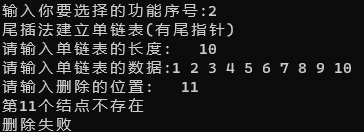 输入你要选择的功能序号:2
尾插法建立单链表(有尾指针)
请输入单链表的长度:  10
请输入单链表的数据:1 2 3 4 5 6 7 8 9 10
请输入删除的位置:  11
第11个结点不存在
删除失败